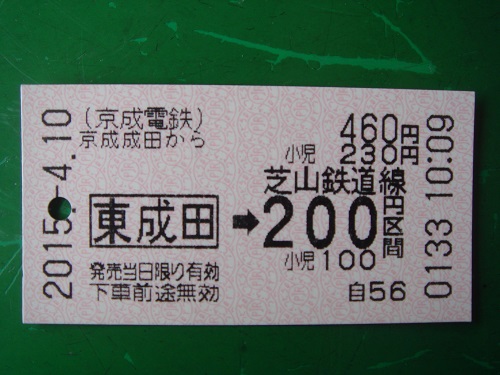 2015.-4.10
(京成電鉄)
京成成田から
東成田
発売当日限り有効
下車前途無効
➡
460円
小児 230円
芝山鉄道線
200円区間
小児100
自56
0133 10:09